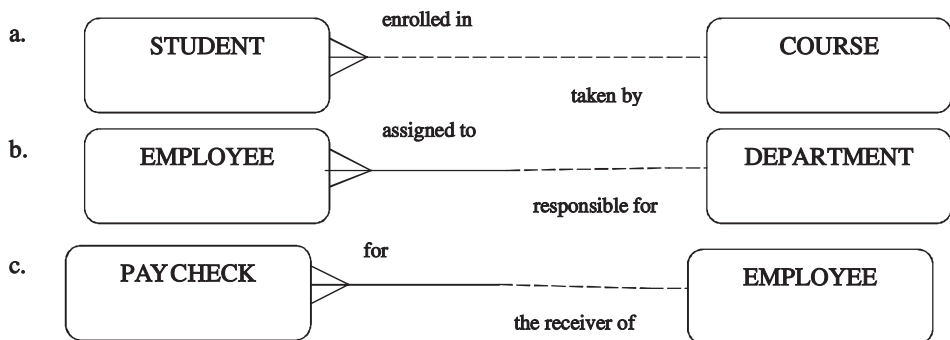 enrolled in
a. STUDENT COURSE
taken by
assigned to
b. EMPLOYEE DEPARTMENT
responsible for
for
c. PAYCHECK EMPLOYEE
the receiver of